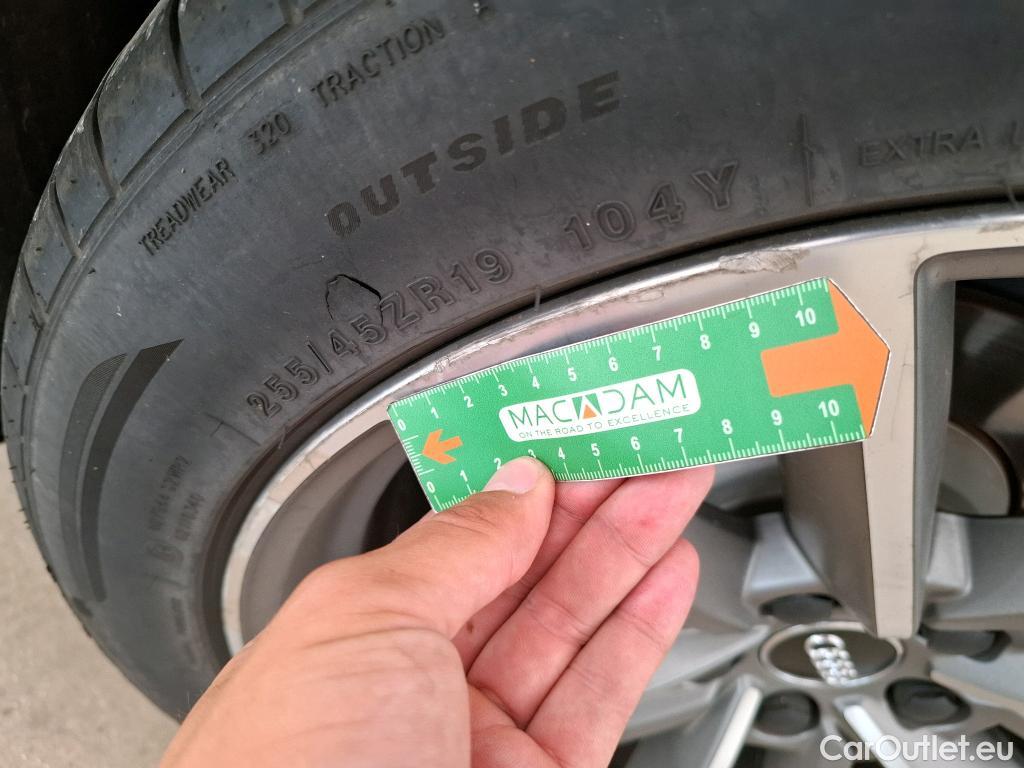 TREADWEAR 320 TRACTION
OUTSIDE
255/45ZR19 104Y
EXTRA
0 1 2 3 4 5 6 7 8 9 10
MACADAM
ON THE ROAD TO EXCELLENCE
0 1 2 3 4 5 6 7 8 9 10
CarOutlet.eu